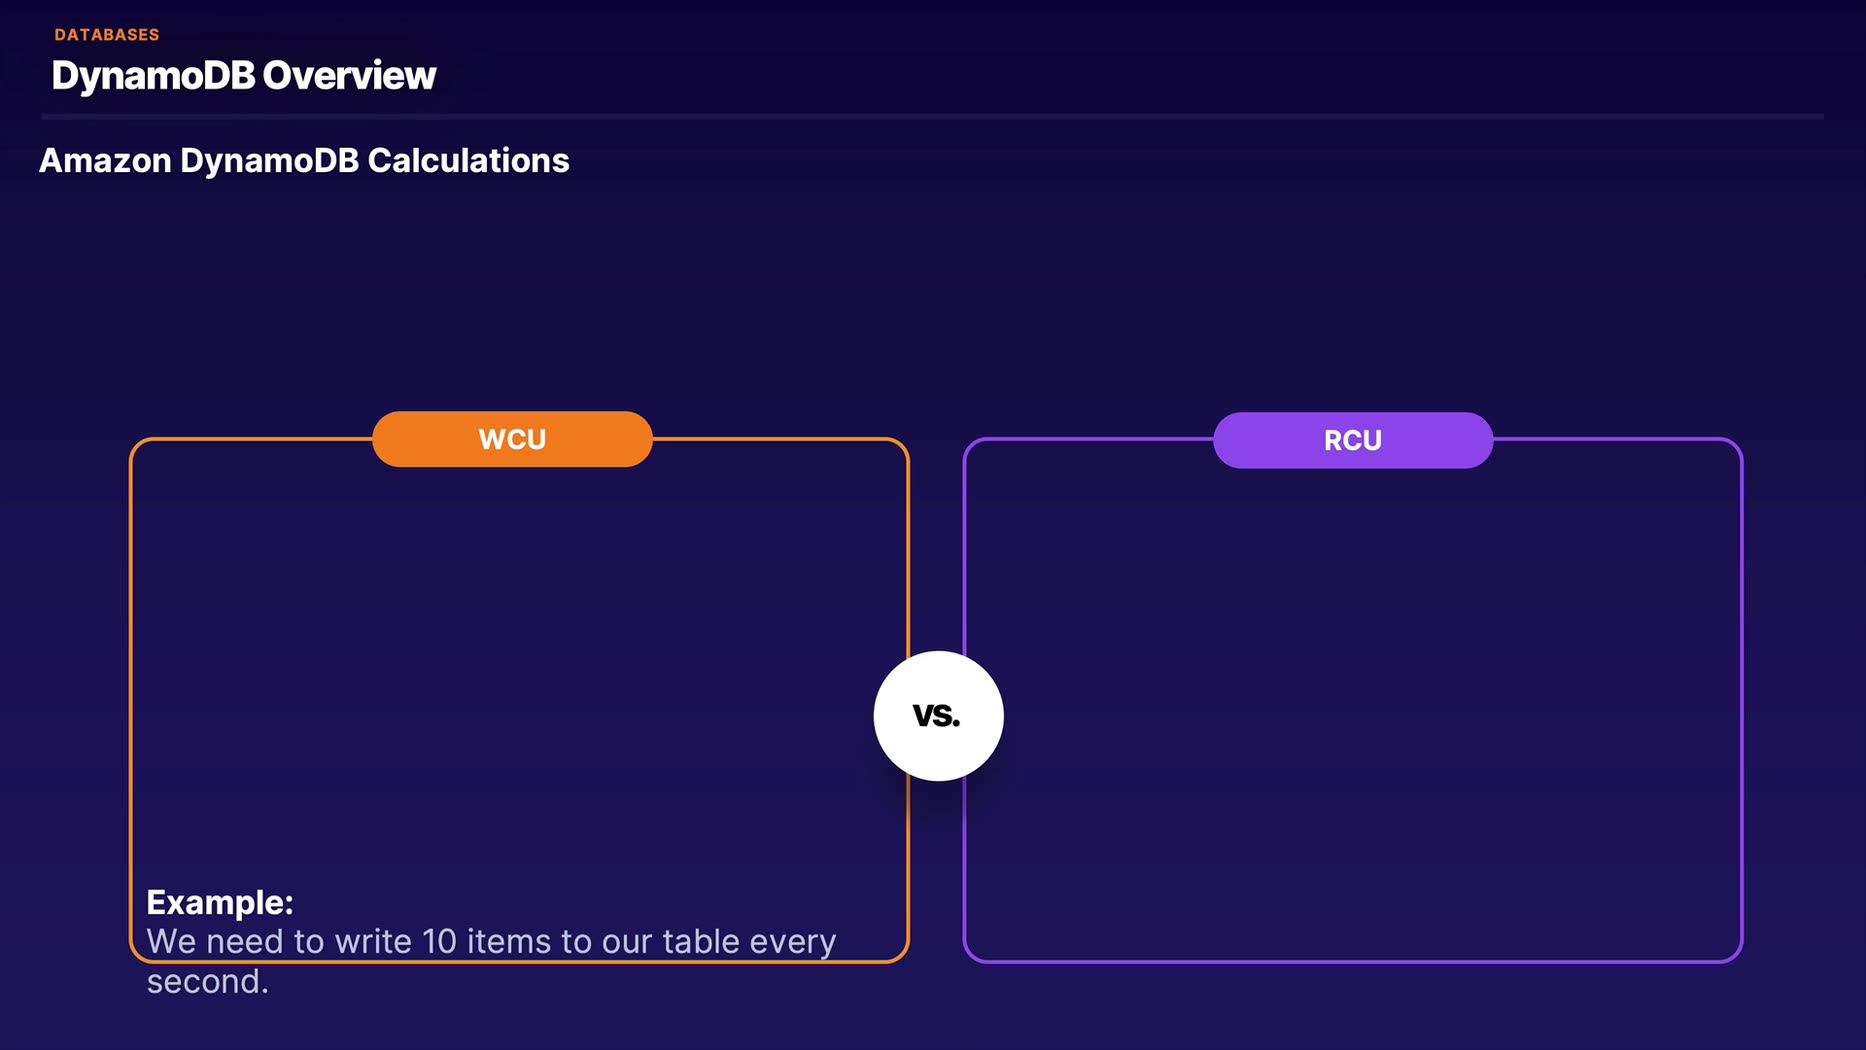 DATABASES
DynamoDB Overview
Amazon DynamoDB Calculations
WCU
RCU
VS.
Example:
We need to write 10 items to our table every
second.